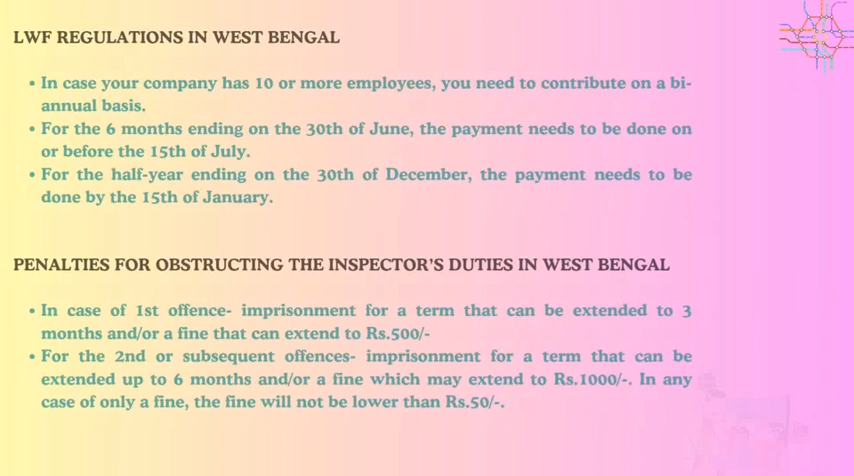 LWF REGULATIONS IN WEST BENGAL
• In case your company has 10 or more employees, you need to contribute on a bi-
annual basis.
• For the 6 months ending on the 30th of June, the payment needs to be done on
or before the 15th of July.
• For the half-year ending on the 30th of December, the payment needs to be
done by the 15th of January.
PENALTIES FOR OBSTRUCTING THE INSPECTOR'S DUTIES IN WEST BENGAL
• In case of 1st offence- imprisonment for a term that can be extended to 3
months and/or a fine that can extend to Rs.500/-
• For the 2nd or subsequent offences- imprisonment for a term that can be
extended up to 6 months and/or a fine which may extend to Rs.1000/-. In any
case of only a fine, the fine will not be lower than Rs.50/-.